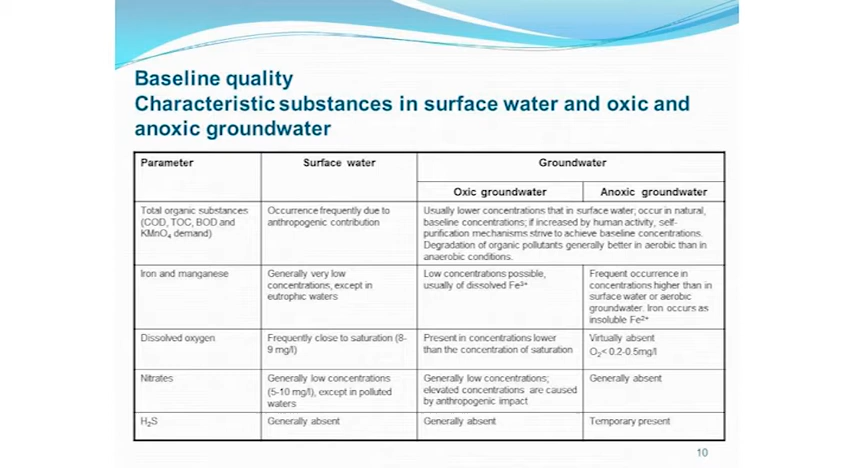 Baseline quality
Characteristic substances in surface water and oxic and
anoxic groundwater
Parameter
Surface water
Groundwater
Oxic groundwater
Anoxic groundwater
Total organic substances
(COD, TOC, BOD and
KMnO₄ demand)
Occurrence frequently due to
anthropogenic contribution
Usually lower concentrations that in surface water; occur in natural,
baseline concentrations; if increased by human activity, self-
purification mechanisms strive to achieve baseline concentrations.
Degradation of organic pollutants generally better in aerobic than in
anaerobic conditions.
Iron and manganese
Generally very low
concentrations, except in
eutrophic waters
Low concentrations possible,
usually of dissolved Fe³⁺
Frequent occurrence in
concentrations higher than in
surface water or aerobic
groundwater. Iron occurs as
insoluble Fe²⁺
Dissolved oxygen
Frequently close to saturation (8-
9 mg/l)
Present in concentrations lower
than the concentration of saturation
Virtually absent
O₂< 0.2-0.5mg/l
Nitrates
Generally low concentrations
(5-10 mg/l), except in polluted
waters
Generally low concentrations;
elevated concentrations are caused
by anthropogenic impact
Generally absent
H₂S
Generally absent
Generally absent
Temporary present
10